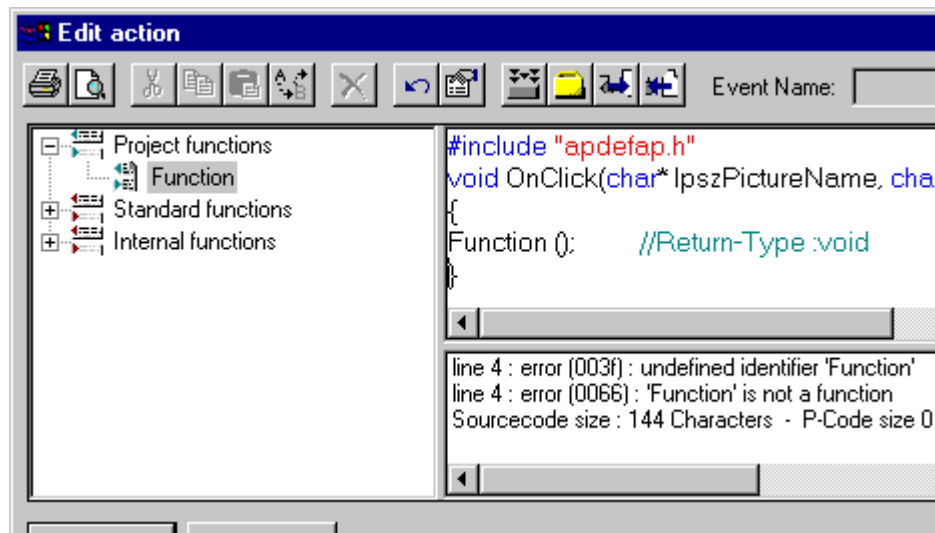 Edit action
Event Name:
Project functions
Function
Standard functions
Internal functions
#include "apdefap.h"
void OnClick(char* lpszPictureName, cha
{
Function (); //Return-Type :void
}
line 4 : error (003f) : undefined identifier 'Function'
line 4 : error (0066) : 'Function' is not a function
Sourcecode size : 144 Characters - P-Code size 0